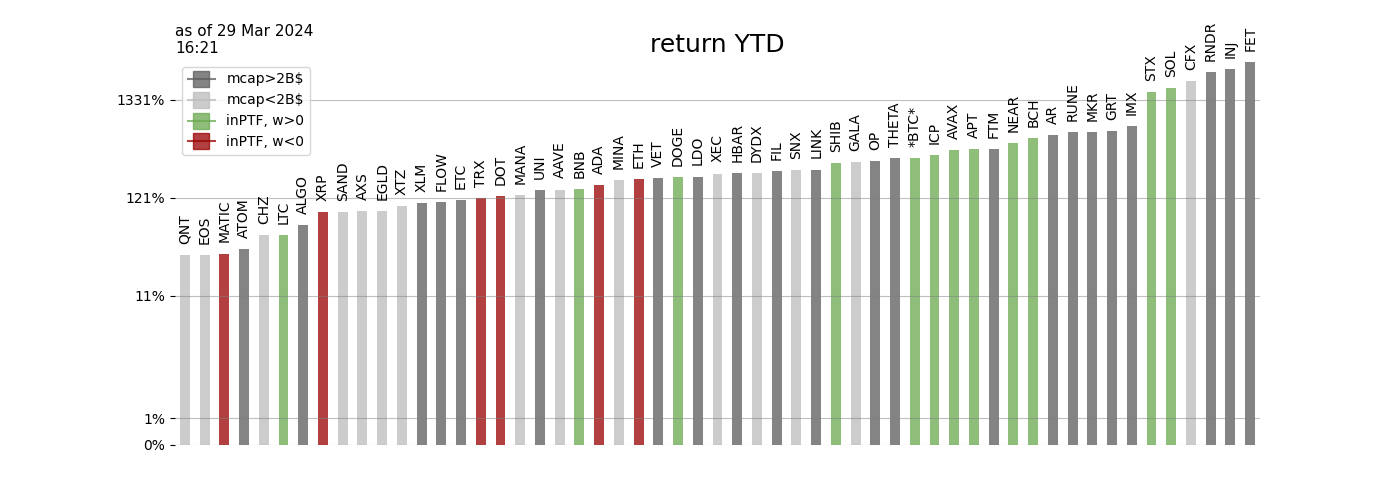 as of 29 Mar 2024
16:21
return YTD
mcap>2B$
mcap<2B$
inPTF, w>0
inPTF, w<0
1331%
121%
11%
1%
0%
QNT
EOS
MATIC
ATOM
CHZ
LTC
ALGO
XRP
SAND
AXS
EGLD
XTZ
XLM
FLOW
ETC
TRX
DOT
MANA
UNI
AAVE
BNB
ADA
MINA
ETH
VET
DOGE
LDO
XEC
HBAR
DYDX
FIL
SNX
LINK
SHIB
GALA
OP
THETA
*BTC*
ICP
AVAX
APT
FTM
NEAR
BCH
AR
RUNE
MKR
GRT
IMX
STX
SOL
CFX
RNDR
INJ
FET